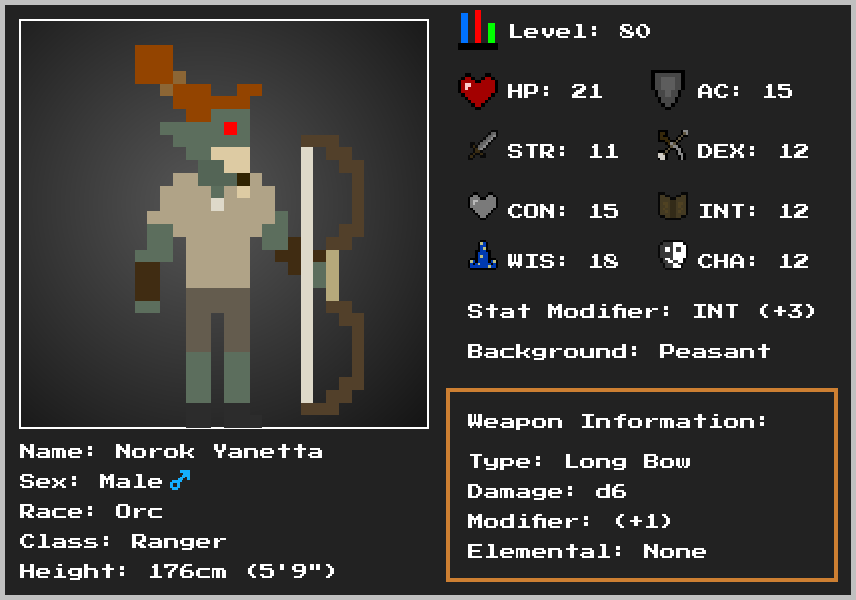 Level: 80
HP: 21 AC: 15
STR: 11 DEX: 12
CON: 15 INT: 12
WIS: 18 CHA: 12
Stat Modifier: INT (+3)
Background: Peasant
Weapon Information:
Type: Long Bow
Damage: d6
Modifier: (+1)
Elemental: None
Name: Norok Yanetta
Sex: Male ♂
Race: Orc
Class: Ranger
Height: 176cm (5'9")